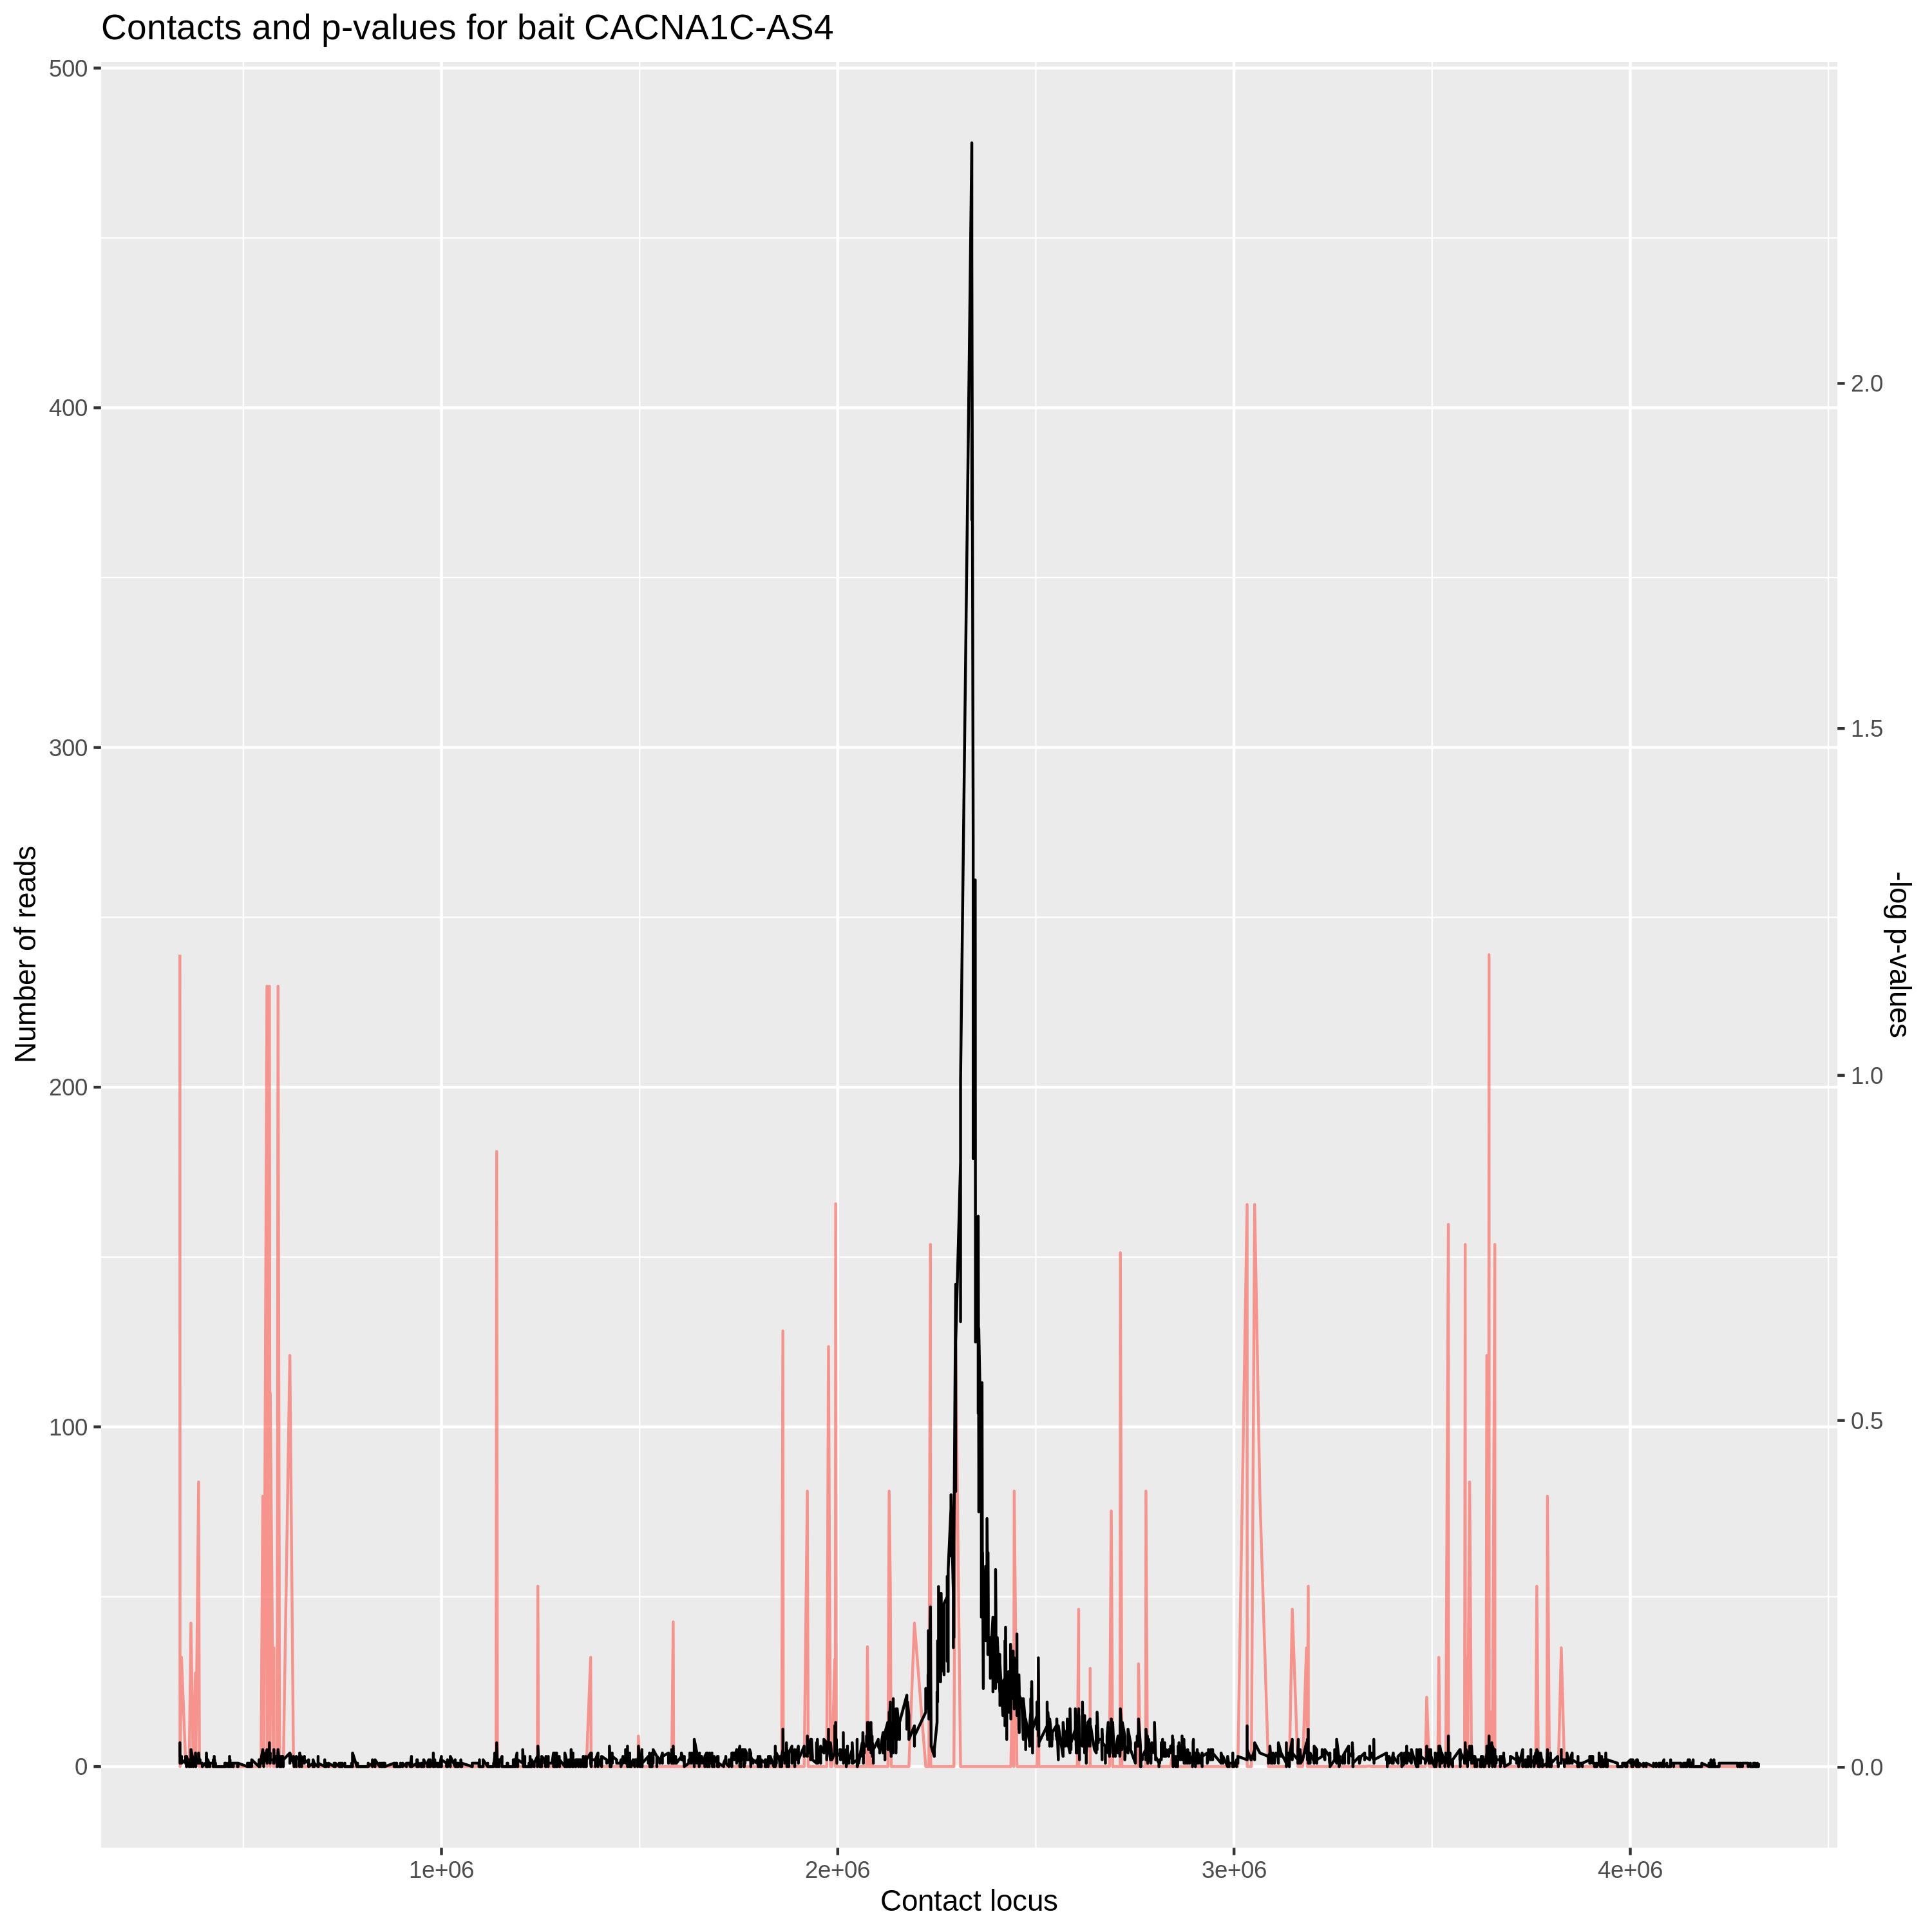 Contacts and p-values for bait CACNA1C-AS4
500
400
300
200
100
0
Number of reads
2.0
1.5
1.0
0.5
0.0
-log p-values
1e+06 2e+06 3e+06 4e+06
Contact locus